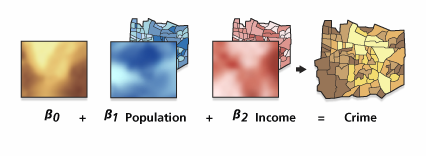 β0 + β1 Population + β2 Income = Crime